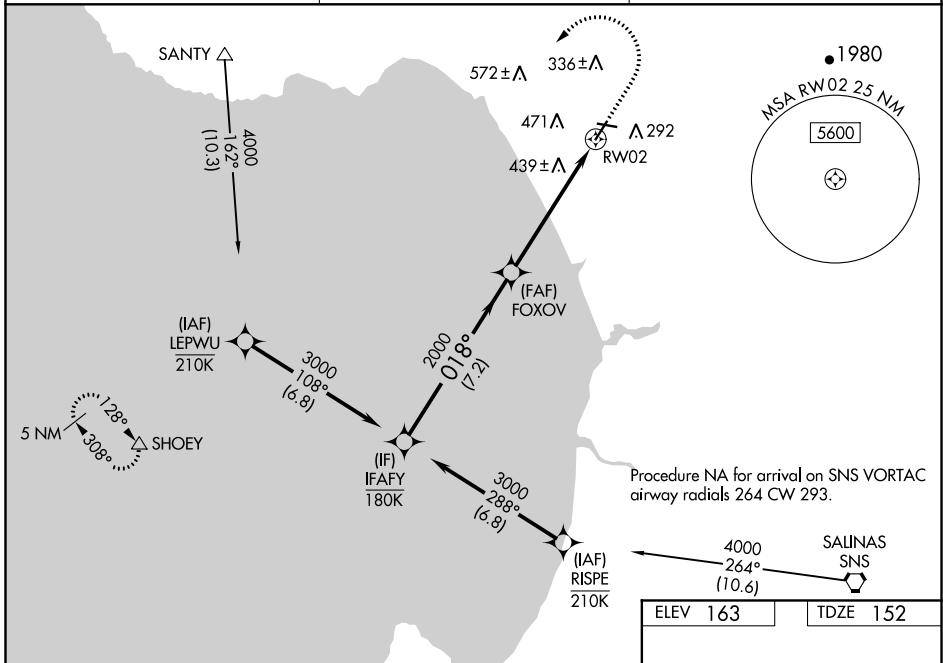 SANTY
4000
162°
(10.3)
572±
336±
471
292
439±
RW02
1980
MSA RW02 25 NM
5600
(FAF)
FOXOV
2000
018°
(7.2)
(IAF)
LEPWU
210K
3000
108°
(6.8)
5 NM
128°
308°
SHOEY
(IF)
IFAFY
180K
3000
288°
(6.8)
(IAF)
RISPE
210K
Procedure NA for arrival on SNS VORTAC
airway radials 264 CW 293.
4000
264°
(10.6)
SALINAS
SNS
ELEV 163
TDZE 152